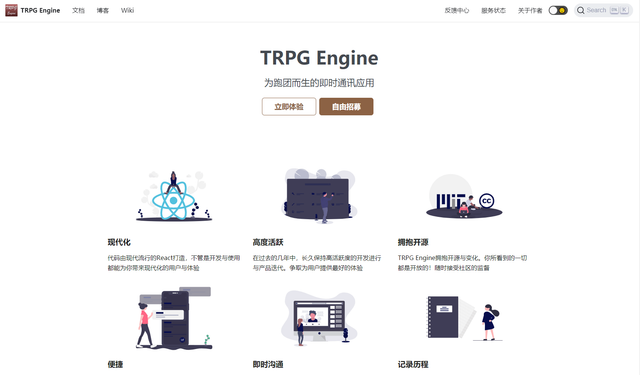 TRPG Engine
文档
博客
Wiki
反馈中心
服务状态
关于作者
Search
TRPG Engine
为跑团而生的即时通讯应用
立即体验
自由招募
现代化
代码由现代流行的React打造，不管是开发与使用
都能为你带来现代化的用户与体验
高度活跃
在过去的几年中，长久保持高活跃度的开发进行
与产品迭代。争取为用户提供最好的体验
拥抱开源
TRPG Engine拥抱开源与变化。你所看到的一切
都是开放的！随时接受社区的监督
MIT
cc
便捷
即时沟通
记录历程